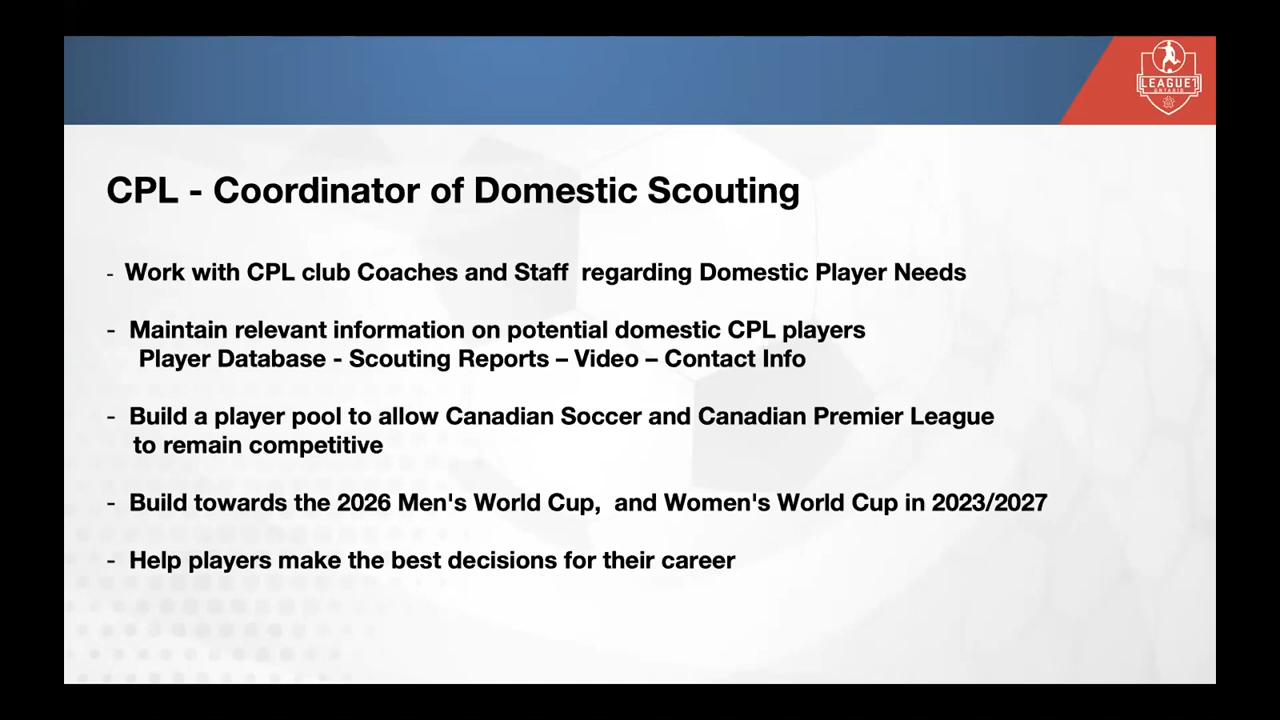 LEAGUE1
ONTARIO
CPL - Coordinator of Domestic Scouting
- Work with CPL club Coaches and Staff  regarding Domestic Player Needs
- Maintain relevant information on potential domestic CPL players
Player Database - Scouting Reports – Video – Contact Info
- Build a player pool to allow Canadian Soccer and Canadian Premier League
to remain competitive
- Build towards the 2026 Men's World Cup,  and Women's World Cup in 2023/2027
- Help players make the best decisions for their career